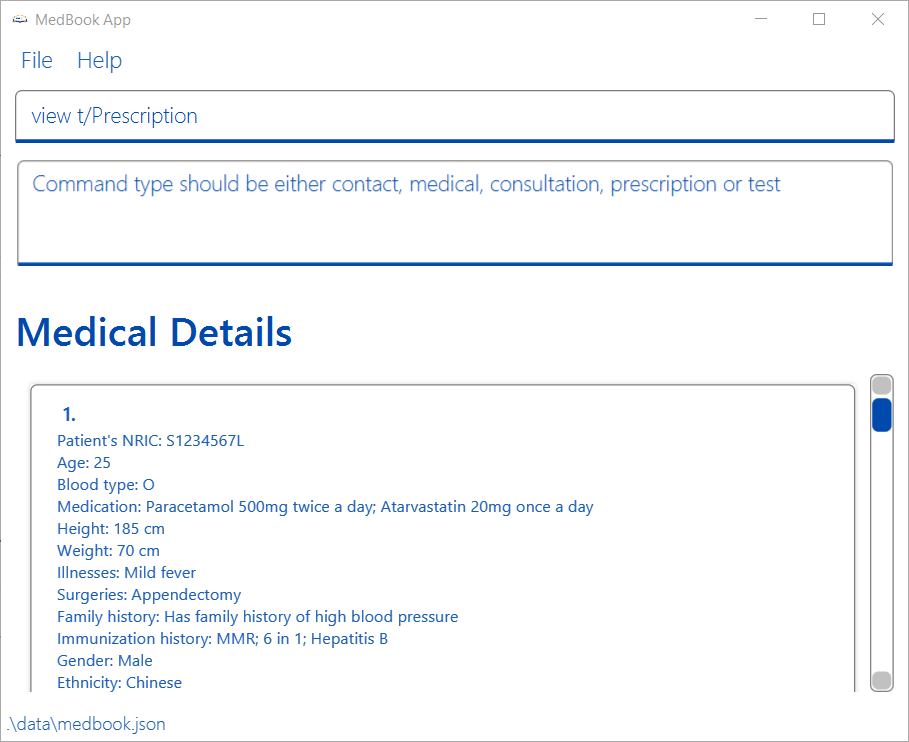 MedBook App
File Help
view t/Prescription
Command type should be either contact, medical, consultation, prescription or test
Medical Details
1.
Patient's NRIC: S1234567L
Age: 25
Blood type: O
Medication: Paracetamol 500mg twice a day; Atarvastatin 20mg once a day
Height: 185 cm
Weight: 70 cm
Illnesses: Mild fever
Surgeries: Appendectomy
Family history: Has family history of high blood pressure
Immunization history: MMR; 6 in 1; Hepatitis B
Gender: Male
Ethnicity: Chinese
.\data\medbook.json